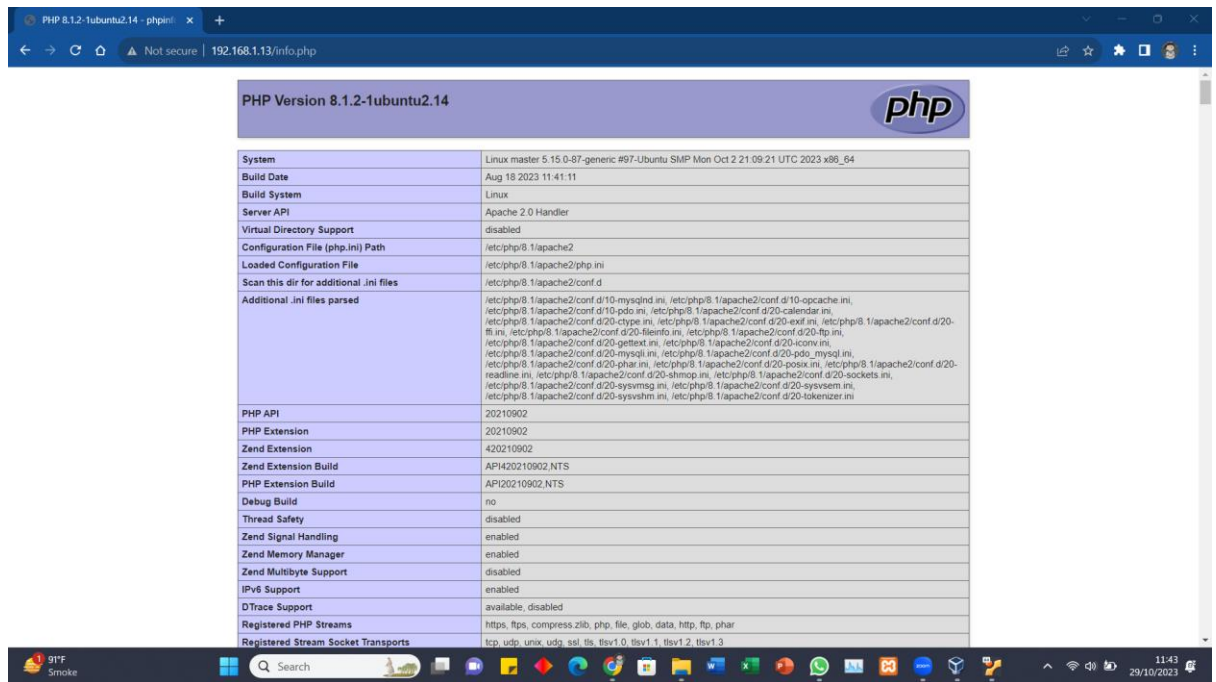 PHP 8.1.2-1ubuntu2.14 - phpinf
Not secure | 192.168.1.13/info.php
PHP Version 8.1.2-1ubuntu2.14
php
System Linux master 5.15.0-87-generic #97-Ubuntu SMP Mon Oct 2 21:09:21 UTC 2023 x86_64
Build Date Aug 18 2023 11:41:11
Build System Linux
Server API Apache 2.0 Handler
Virtual Directory Support disabled
Configuration File (php.ini) Path /etc/php/8.1/apache2
Loaded Configuration File /etc/php/8.1/apache2/php.ini
Scan this dir for additional .ini files /etc/php/8.1/apache2/conf.d
Additional .ini files parsed /etc/php/8.1/apache2/conf.d/10-mysqlnd.ini, /etc/php/8.1/apache2/conf.d/10-opcache.ini,
/etc/php/8.1/apache2/conf.d/10-pdo.ini, /etc/php/8.1/apache2/conf.d/20-calendar.ini,
/etc/php/8.1/apache2/conf.d/20-ctype.ini, /etc/php/8.1/apache2/conf.d/20-exif.ini, /etc/php/8.1/apache2/conf.d/20-
ffi.ini, /etc/php/8.1/apache2/conf.d/20-fileinfo.ini, /etc/php/8.1/apache2/conf.d/20-ftp.ini,
/etc/php/8.1/apache2/conf.d/20-gettext.ini, /etc/php/8.1/apache2/conf.d/20-iconv.ini,
/etc/php/8.1/apache2/conf.d/20-mysqli.ini, /etc/php/8.1/apache2/conf.d/20-pdo_mysql.ini,
/etc/php/8.1/apache2/conf.d/20-phar.ini, /etc/php/8.1/apache2/conf.d/20-posix.ini, /etc/php/8.1/apache2/conf.d/20-
readline.ini, /etc/php/8.1/apache2/conf.d/20-shmop.ini, /etc/php/8.1/apache2/conf.d/20-sockets.ini,
/etc/php/8.1/apache2/conf.d/20-sysvmsg.ini, /etc/php/8.1/apache2/conf.d/20-sysvsem.ini,
/etc/php/8.1/apache2/conf.d/20-sysvshm.ini, /etc/php/8.1/apache2/conf.d/20-tokenizer.ini
PHP API 20210902
PHP Extension 20210902
Zend Extension 420210902
Zend Extension Build API420210902,NTS
PHP Extension Build API20210902,NTS
Debug Build no
Thread Safety disabled
Zend Signal Handling enabled
Zend Memory Manager enabled
Zend Multibyte Support disabled
IPv6 Support enabled
DTrace Support available, disabled
Registered PHP Streams https, ftps, compress.zlib, php, file, glob, data, http, ftp, phar
Registered Stream Socket Transports tcp, udp, unix, udg, ssl, tls, tlsv1.0, tlsv1.1, tlsv1.2, tlsv1.3
1
91°F
Smoke
Search
zoom
11:43
29/10/2023